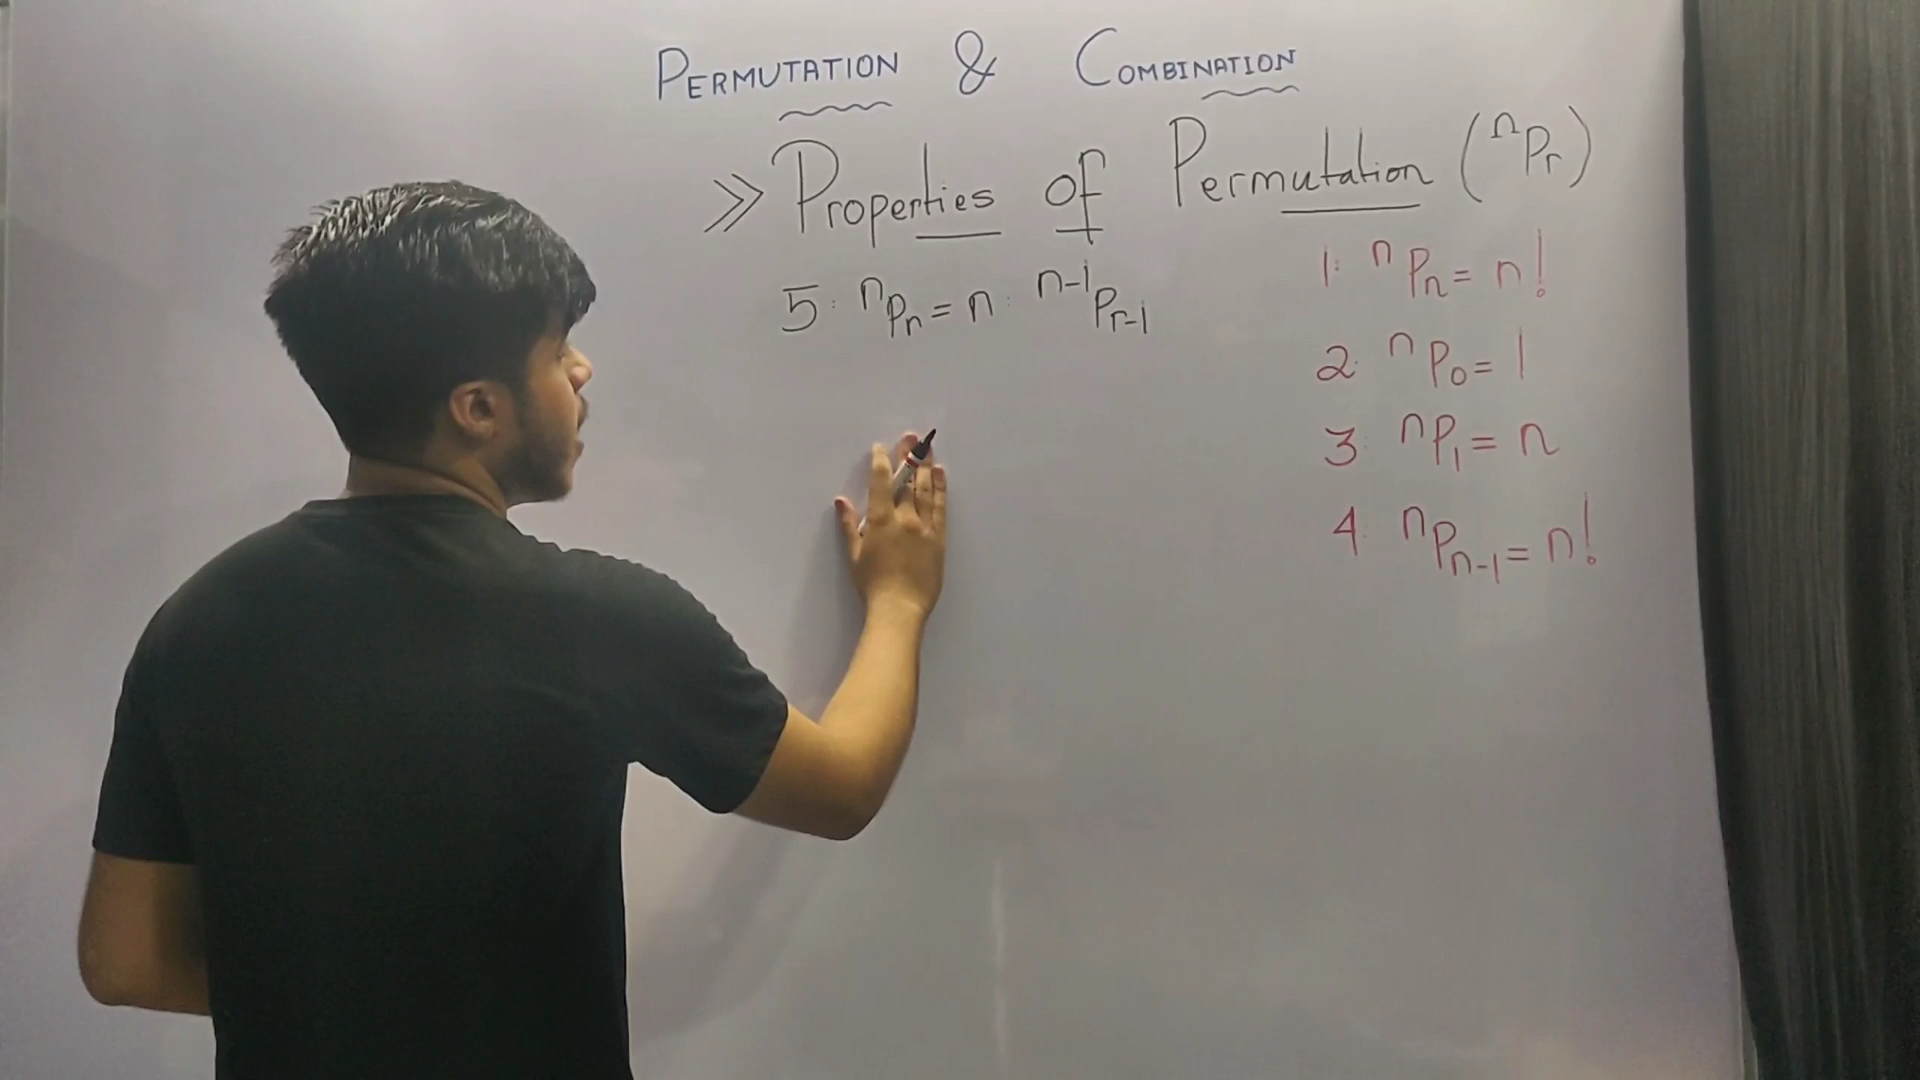 PERMUTATION & COMBINATION
>> Properties of Permutation (ⁿPᵣ)
5. ⁿPₙ = n . ⁿ⁻¹Pᵣ₋₁
1. ⁿPₙ = n!
2. ⁿP₀ = 1
3. ⁿP₁ = n
4. ⁿPₙ₋₁ = n!